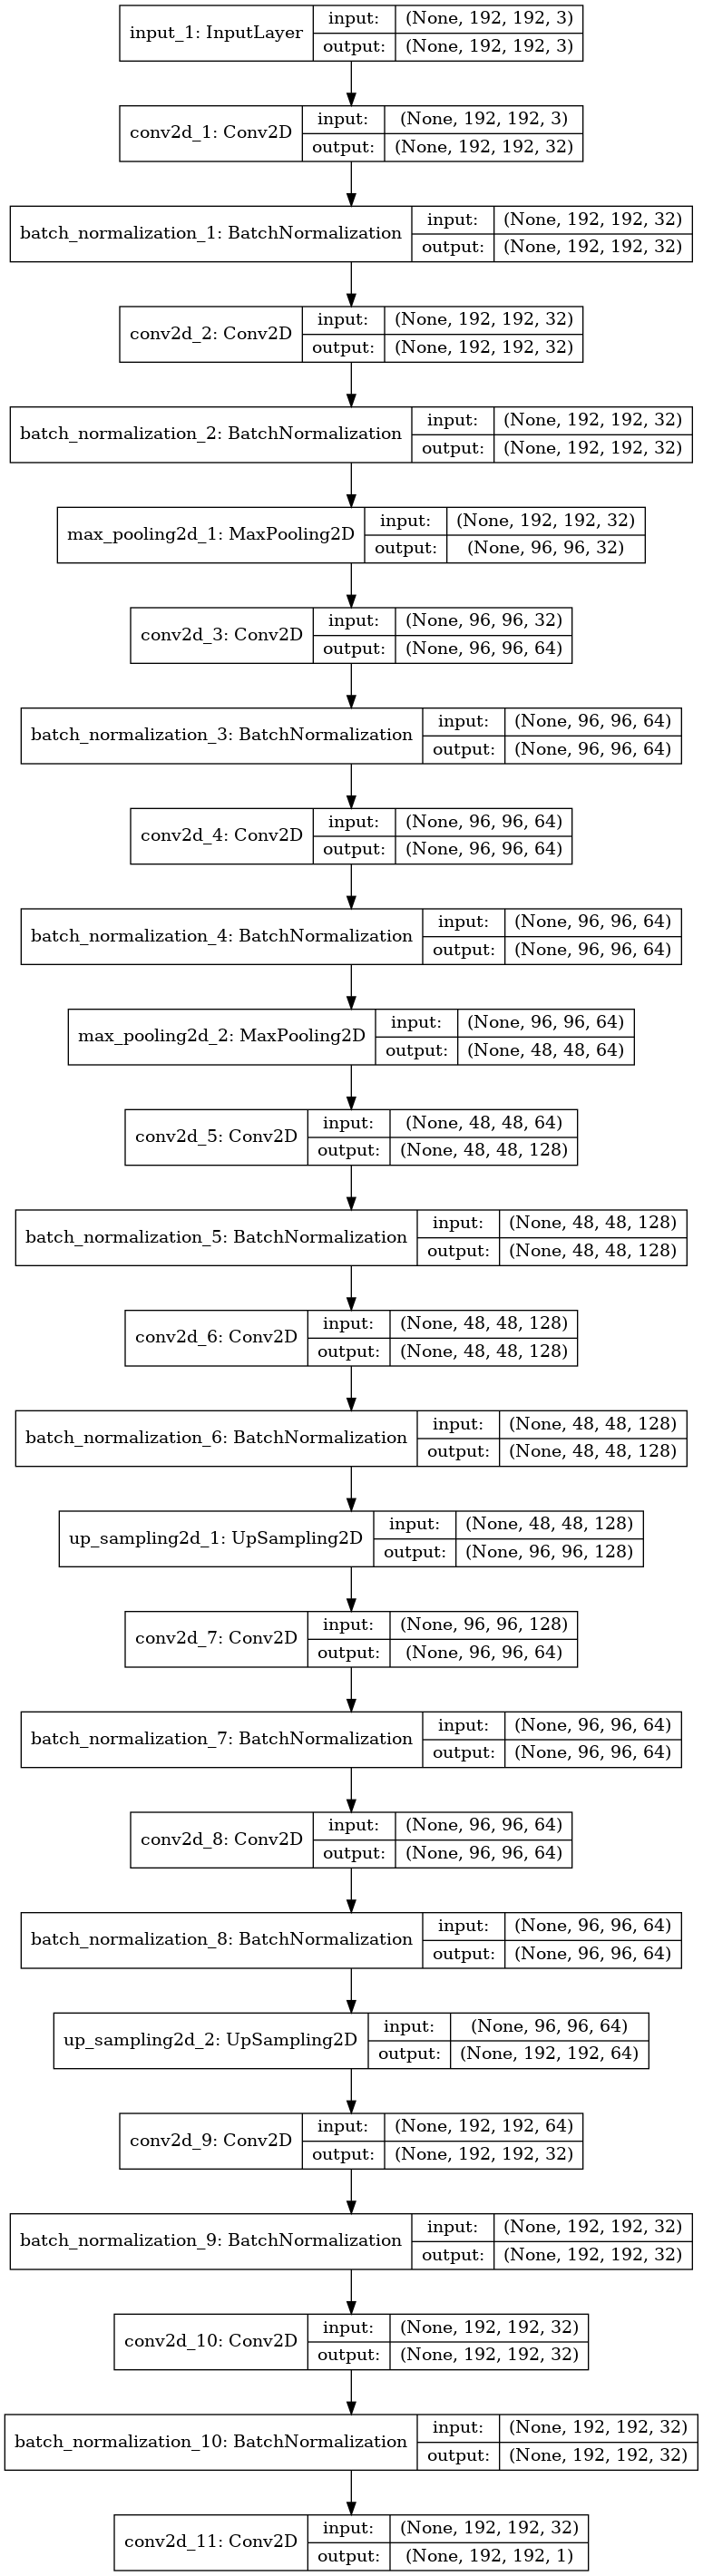 input_1: InputLayer
input: (None, 192, 192, 3)
output: (None, 192, 192, 3)
conv2d_1: Conv2D
input: (None, 192, 192, 3)
output: (None, 192, 192, 32)
batch_normalization_1: BatchNormalization
input: (None, 192, 192, 32)
output: (None, 192, 192, 32)
conv2d_2: Conv2D
input: (None, 192, 192, 32)
output: (None, 192, 192, 32)
batch_normalization_2: BatchNormalization
input: (None, 192, 192, 32)
output: (None, 192, 192, 32)
max_pooling2d_1: MaxPooling2D
input: (None, 192, 192, 32)
output: (None, 96, 96, 32)
conv2d_3: Conv2D
input: (None, 96, 96, 32)
output: (None, 96, 96, 64)
batch_normalization_3: BatchNormalization
input: (None, 96, 96, 64)
output: (None, 96, 96, 64)
conv2d_4: Conv2D
input: (None, 96, 96, 64)
output: (None, 96, 96, 64)
batch_normalization_4: BatchNormalization
input: (None, 96, 96, 64)
output: (None, 96, 96, 64)
max_pooling2d_2: MaxPooling2D
input: (None, 96, 96, 64)
output: (None, 48, 48, 64)
conv2d_5: Conv2D
input: (None, 48, 48, 64)
output: (None, 48, 48, 128)
batch_normalization_5: BatchNormalization
input: (None, 48, 48, 128)
output: (None, 48, 48, 128)
conv2d_6: Conv2D
input: (None, 48, 48, 128)
output: (None, 48, 48, 128)
batch_normalization_6: BatchNormalization
input: (None, 48, 48, 128)
output: (None, 48, 48, 128)
up_sampling2d_1: UpSampling2D
input: (None, 48, 48, 128)
output: (None, 96, 96, 128)
conv2d_7: Conv2D
input: (None, 96, 96, 128)
output: (None, 96, 96, 64)
batch_normalization_7: BatchNormalization
input: (None, 96, 96, 64)
output: (None, 96, 96, 64)
conv2d_8: Conv2D
input: (None, 96, 96, 64)
output: (None, 96, 96, 64)
batch_normalization_8: BatchNormalization
input: (None, 96, 96, 64)
output: (None, 96, 96, 64)
up_sampling2d_2: UpSampling2D
input: (None, 96, 96, 64)
output: (None, 192, 192, 64)
conv2d_9: Conv2D
input: (None, 192, 192, 64)
output: (None, 192, 192, 32)
batch_normalization_9: BatchNormalization
input: (None, 192, 192, 32)
output: (None, 192, 192, 32)
conv2d_10: Conv2D
input: (None, 192, 192, 32)
output: (None, 192, 192, 32)
batch_normalization_10: BatchNormalization
input: (None, 192, 192, 32)
output: (None, 192, 192, 32)
conv2d_11: Conv2D
input: (None, 192, 192, 32)
output: (None, 192, 192, 1)